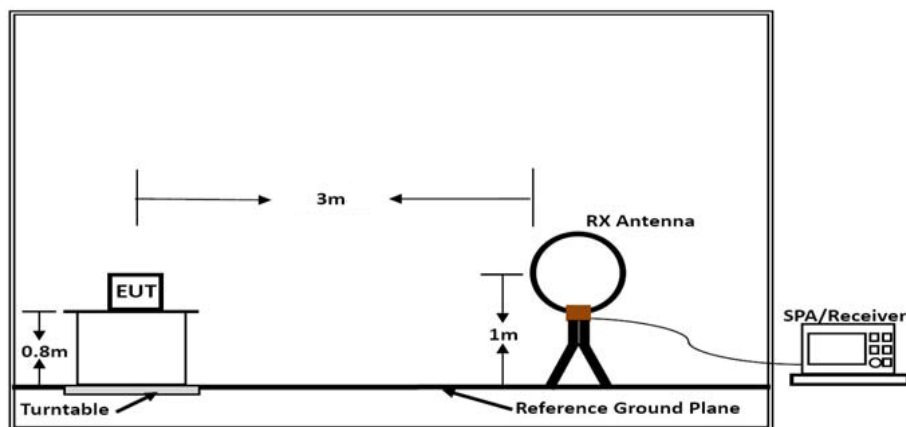 3m
RX Antenna
EUT
SPA/Receiver
0.8m
1m
Turntable
Reference Ground Plane